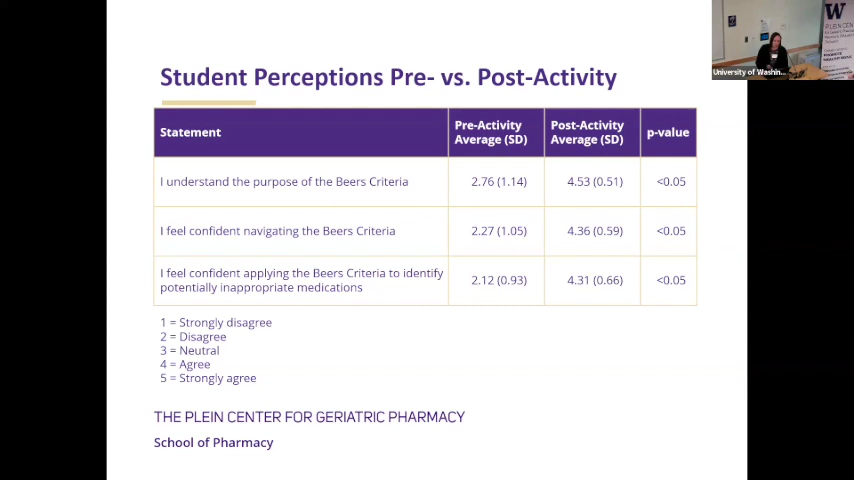 Student Perceptions Pre- vs. Post-Activity
Statement
Pre-Activity
Average (SD)
Post-Activity
Average (SD)
p-value
I understand the purpose of the Beers Criteria
2.76 (1.14)
4.53 (0.51)
<0.05
I feel confident navigating the Beers Criteria
2.27 (1.05)
4.36 (0.59)
<0.05
I feel confident applying the Beers Criteria to identify
potentially inappropriate medications
2.12 (0.93)
4.31 (0.66)
<0.05
1 = Strongly disagree
2 = Disagree
3 = Neutral
4 = Agree
5 = Strongly agree
THE PLEIN CENTER FOR GERIATRIC PHARMACY
School of Pharmacy
W
PLEIN CEN
University of Washin...